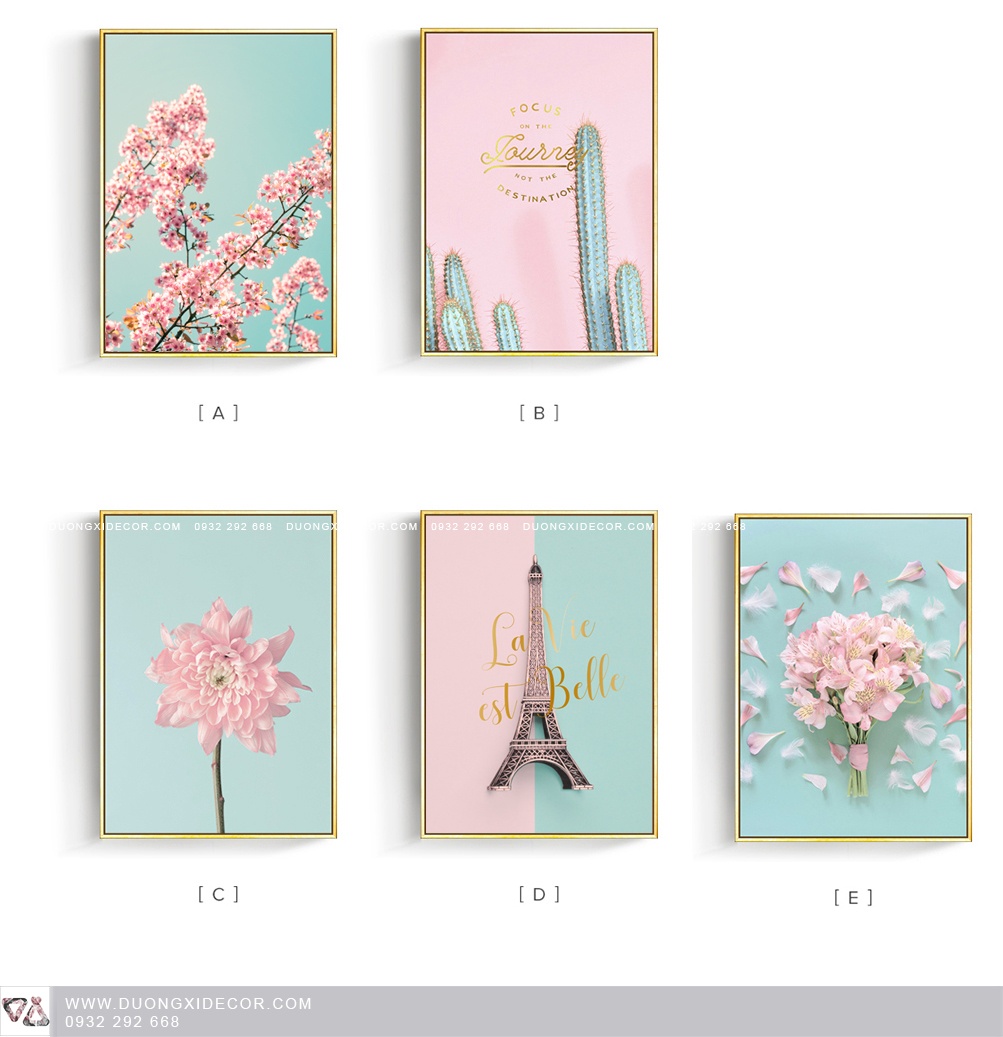 FOCUS
ON THE
Journey
NOT THE
DESTINATION
[ A ]
[ B ]
DUONGXIDECOR.COM 0932 292 668 DUONGXIDECOR.COM 0932 292 668 DUONGXIDECOR.COM 0932 292 668
La Vie
est Belle
[ C ]
[ D ]
[ E ]
WWW.DUONGXIDECOR.COM
0932 292 668